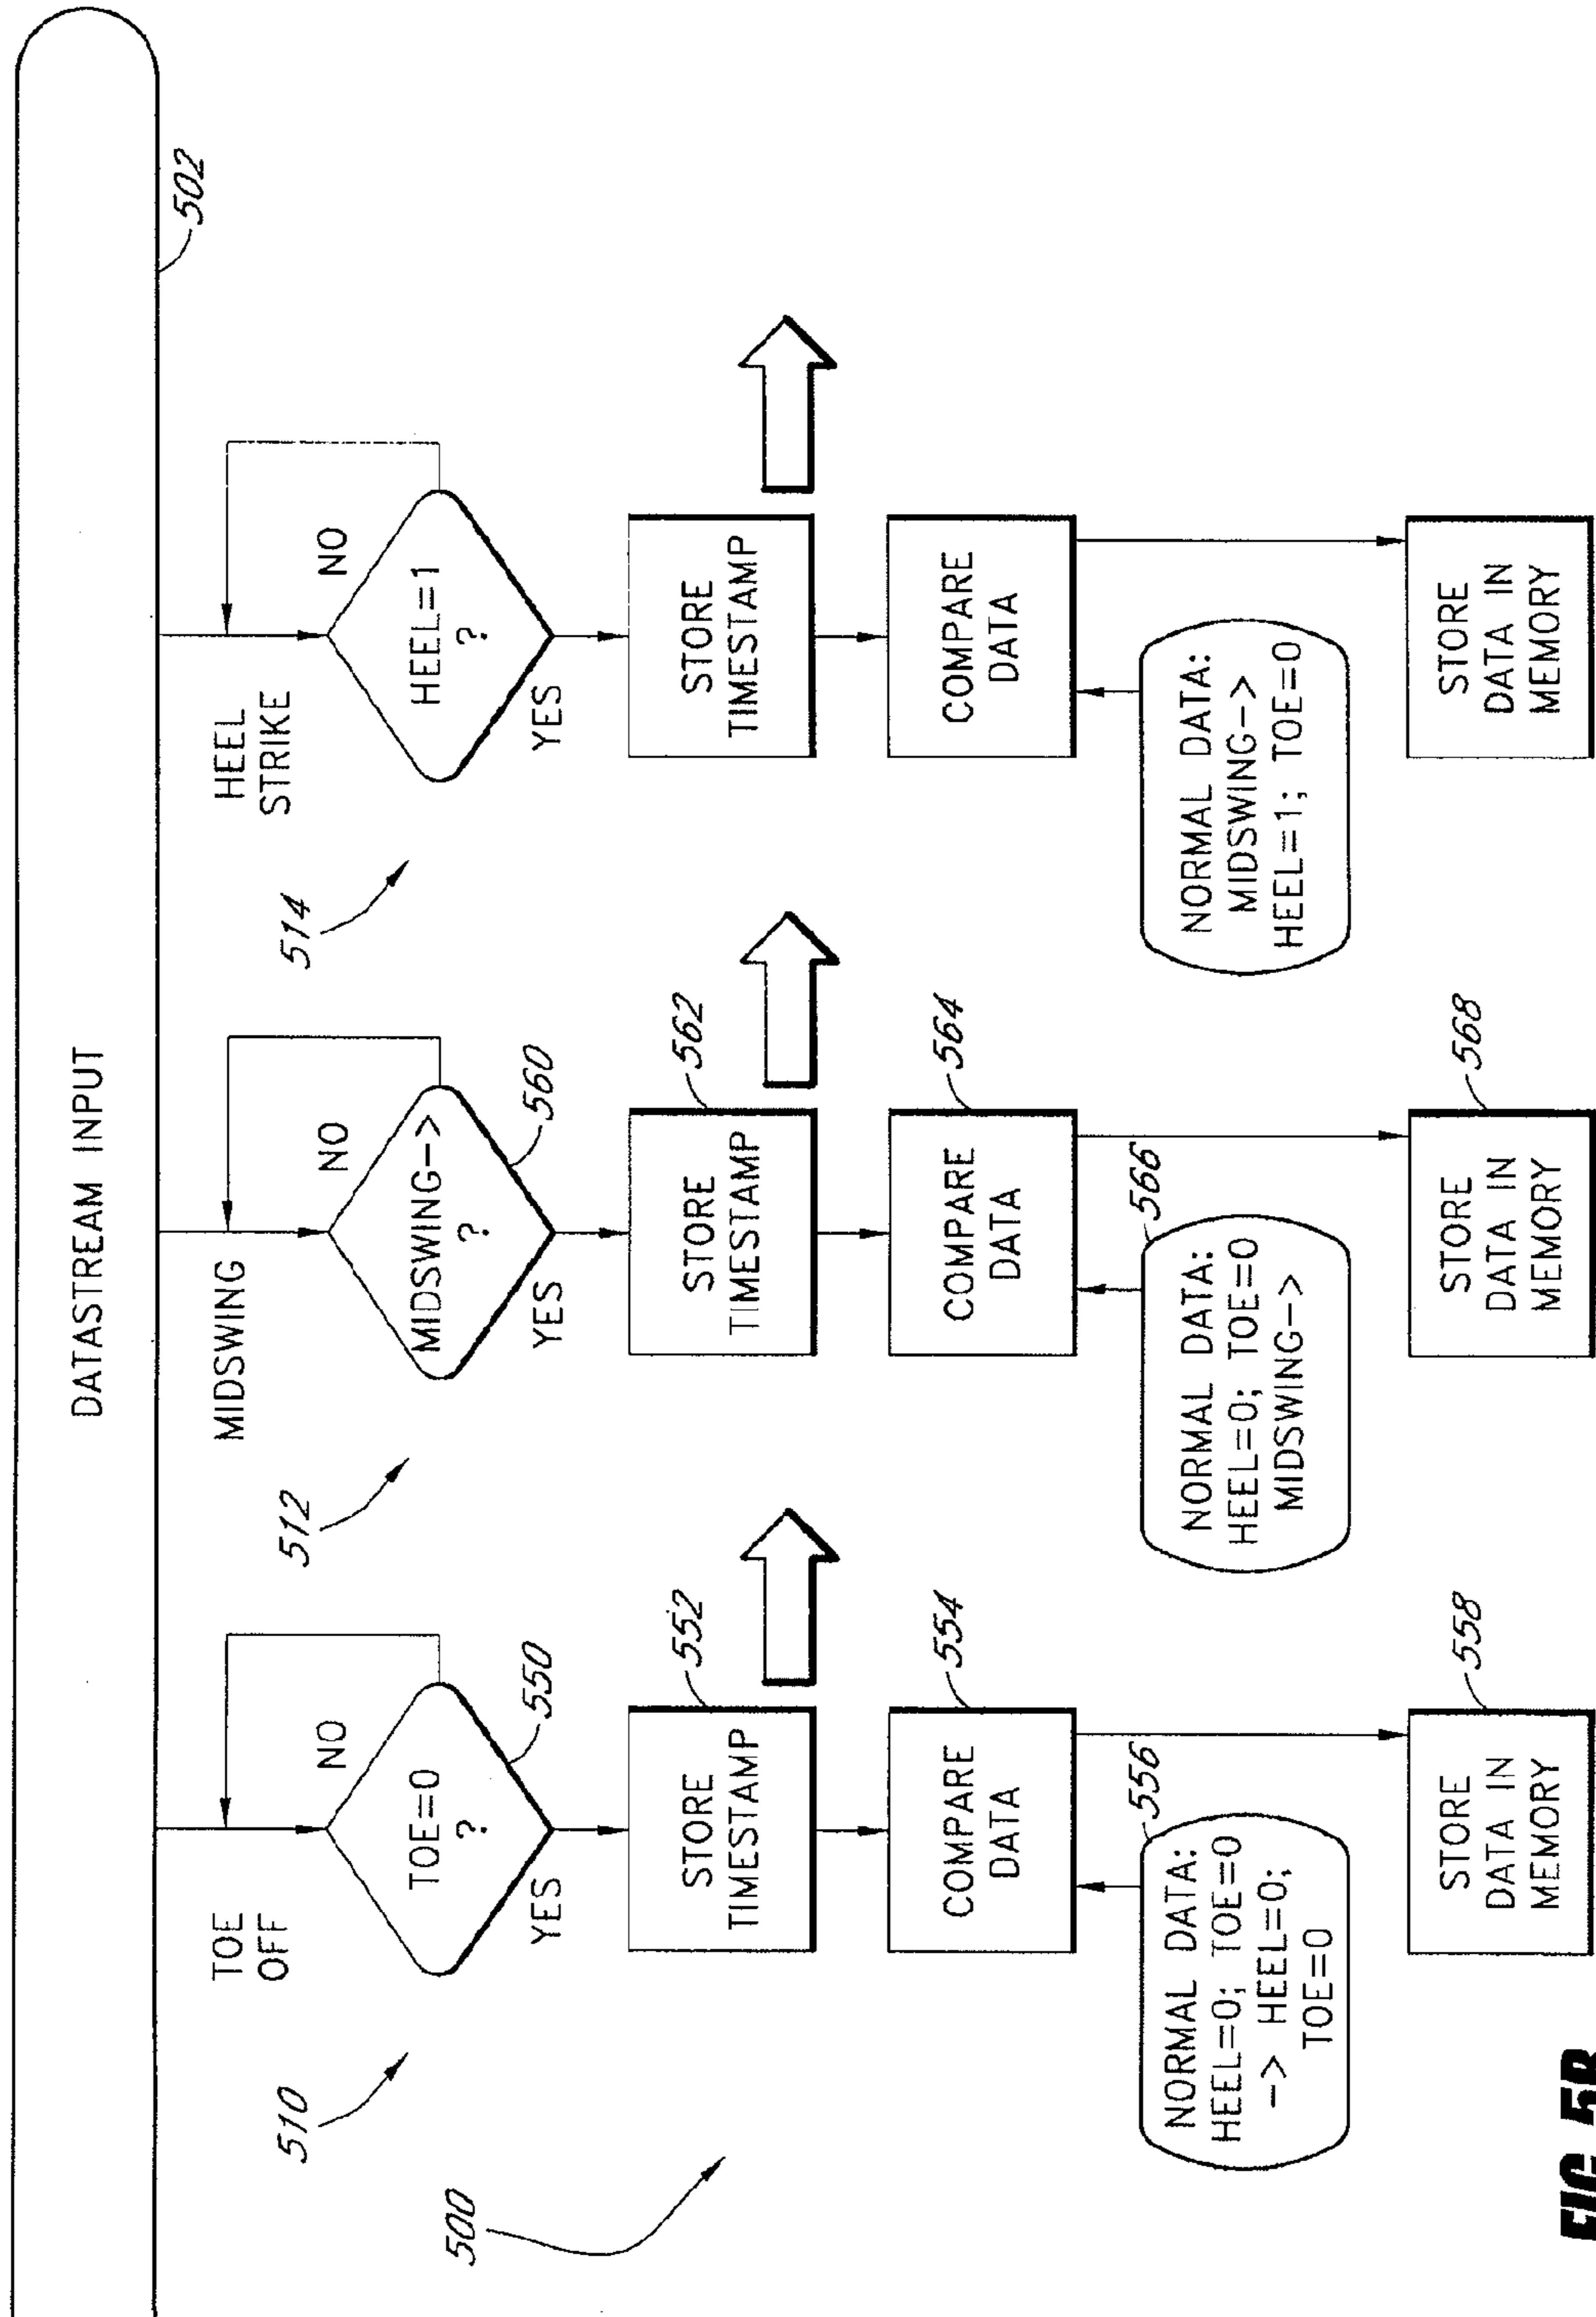 DATASTREAM INPUT
502
510
TOE
OFF
TOE=0
?
NO
550
YES
STORE
TIMESTAMP
552
COMPARE
DATA
554
NORMAL DATA:
HEEL=0; TOE=0
-> HEEL=0;
TOE=0
556
STORE
DATA IN
MEMORY
558
512
MIDSWING
MIDSWING->
?
NO
560
YES
STORE
TIMESTAMP
562
COMPARE
DATA
564
NORMAL DATA:
HEEL=0; TOE=0
MIDSWING->
566
STORE
DATA IN
MEMORY
568
514
HEEL
STRIKE
HEEL=1
?
NO
YES
STORE
TIMESTAMP
COMPARE
DATA
NORMAL DATA:
MIDSWING->
HEEL=1; TOE=0
STORE
DATA IN
MEMORY
500
FIG. 5B